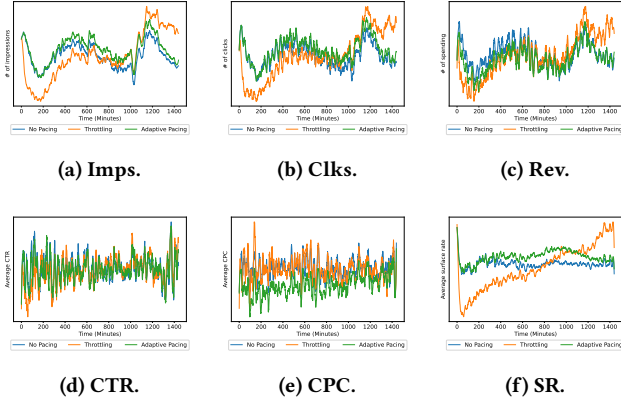 # of impressions
0 200 400 600 800 1000 1200 1400
Time (Minutes)
No Pacing Throttling Adaptive Pacing
(a) Imps.
# of clicks
0 200 400 600 800 1000 1200 1400
Time (Minutes)
No Pacing Throttling Adaptive Pacing
(b) Clks.
# of spending
0 200 400 600 800 1000 1200 1400
Time (Minutes)
No Pacing Throttling Adaptive Pacing
(c) Rev.
Average CTR
0 200 400 600 800 1000 1200 1400
Time (Minutes)
No Pacing Throttling Adaptive Pacing
(d) CTR.
Average CPC
0 200 400 600 800 1000 1200 1400
Time (Minutes)
No Pacing Throttling Adaptive Pacing
(e) CPC.
Average surface rate
0 200 400 600 800 1000 1200 1400
Time (Minutes)
No Pacing Throttling Adaptive Pacing
(f) SR.